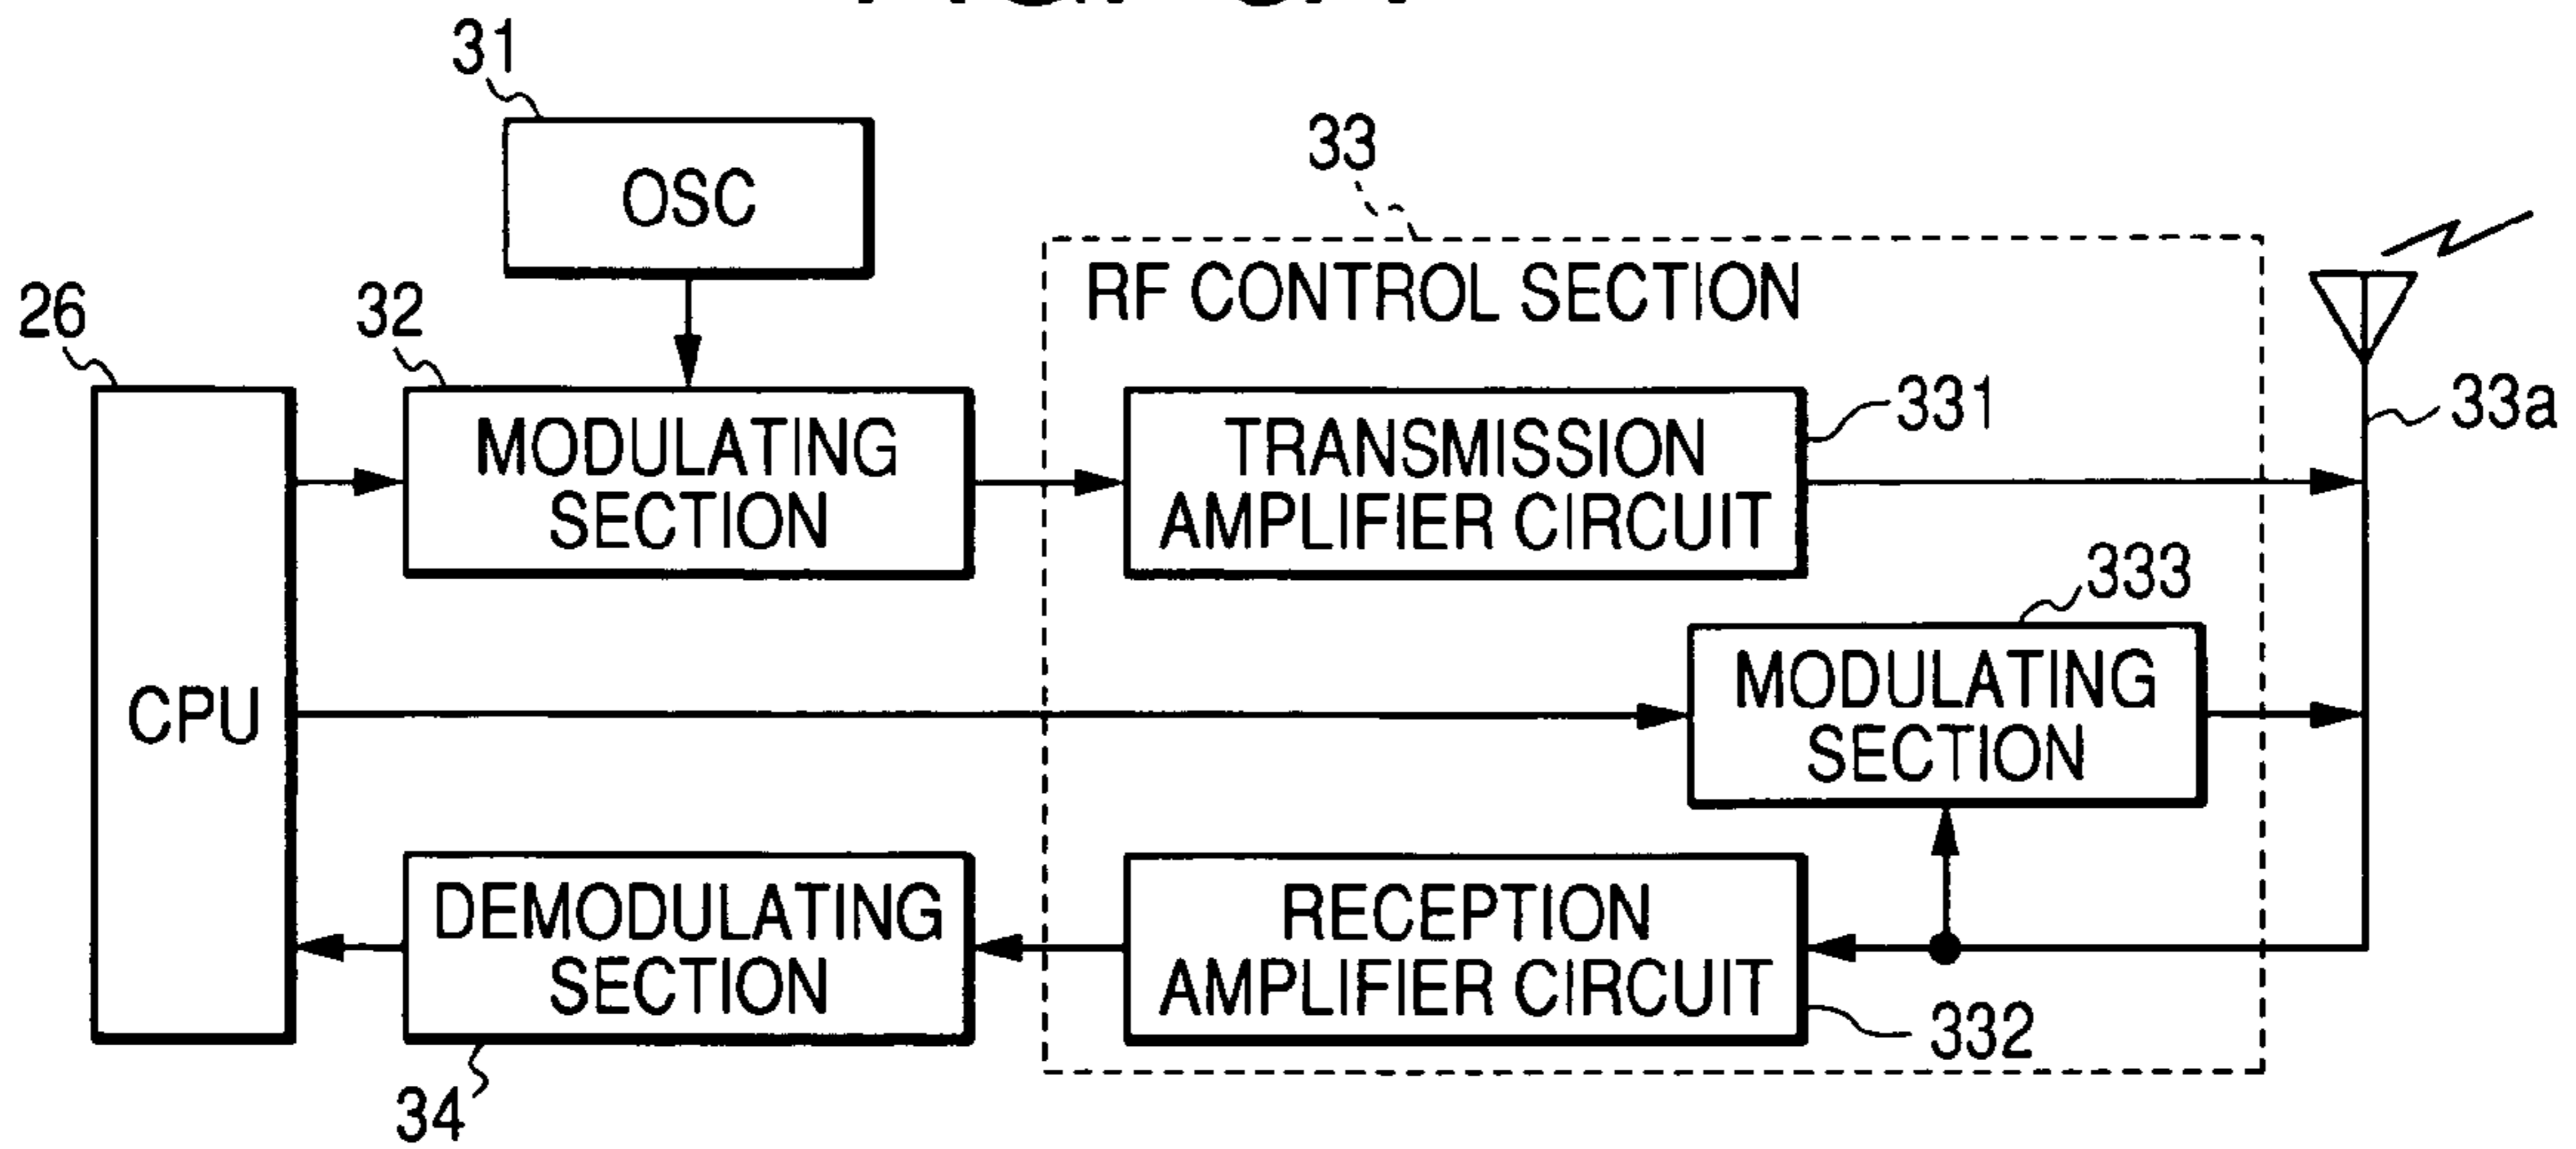 31
OSC
33
RF CONTROL SECTION
26
32
331
33a
MODULATING
SECTION
TRANSMISSION
AMPLIFIER CIRCUIT
333
CPU
MODULATING
SECTION
DEMODULATING
SECTION
RECEPTION
AMPLIFIER CIRCUIT
332
34